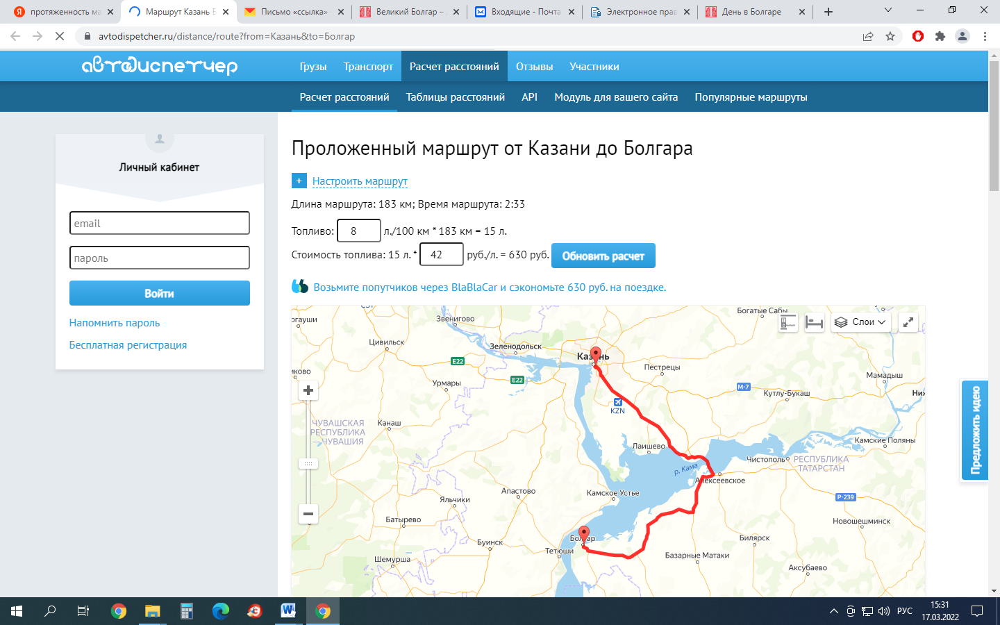 протяженность ма
Маршрут Казань Б
Письмо «ссылка» -
Великий Болгар –
Входящие - Почта
Электронное прав
День в Болгаре
avtodispetcher.ru/distance/route?from=Казань&to=Болгар
автодиспетчер
Грузы Транспорт Расчет расстояний Отзывы Участники
Расчет расстояний Таблицы расстояний API Модуль для вашего сайта Популярные маршруты
Личный кабинет
email
пароль
Войти
Напомнить пароль
Бесплатная регистрация
Проложенный маршрут от Казани до Болгара
+ Настроить маршрут
Длина маршрута: 183 км; Время маршрута: 2:33
Топливо: 8 л./100 км * 183 км = 15 л.
Стоимость топлива: 15 л. * 42 руб./л. = 630 руб. Обновить расчет
Возьмите попутчиков через BlaBlaCar и сэкономьте 630 руб. на поездке.
Богатые Сабы
ргауши
Звенигово
Слои
Цивильск
Зеленодольск
Казань
Пестрецы
E22
иково
E22
Урмары
М-7
Мамадыш
Кутлу-Букаш
Них
KZN
ЧУВАШСКАЯ
РЕСПУБЛИКА
— ЧУВАШИЯ
Канаш
Лаишево
Камские Поляны
Чистополь
РЕСПУБЛИКА
ТАТАРСТАН
р. Кама
Алексеевское
Апастово
Камское Устье
Яльчики
Р-239
Батырево
Новошешминск
Болгар
Билярск
Буинск
Тетюши
Базарные Матаки
Шемурша
Аксубаево
Предложить идею
РУС
15:31
17.03.2022